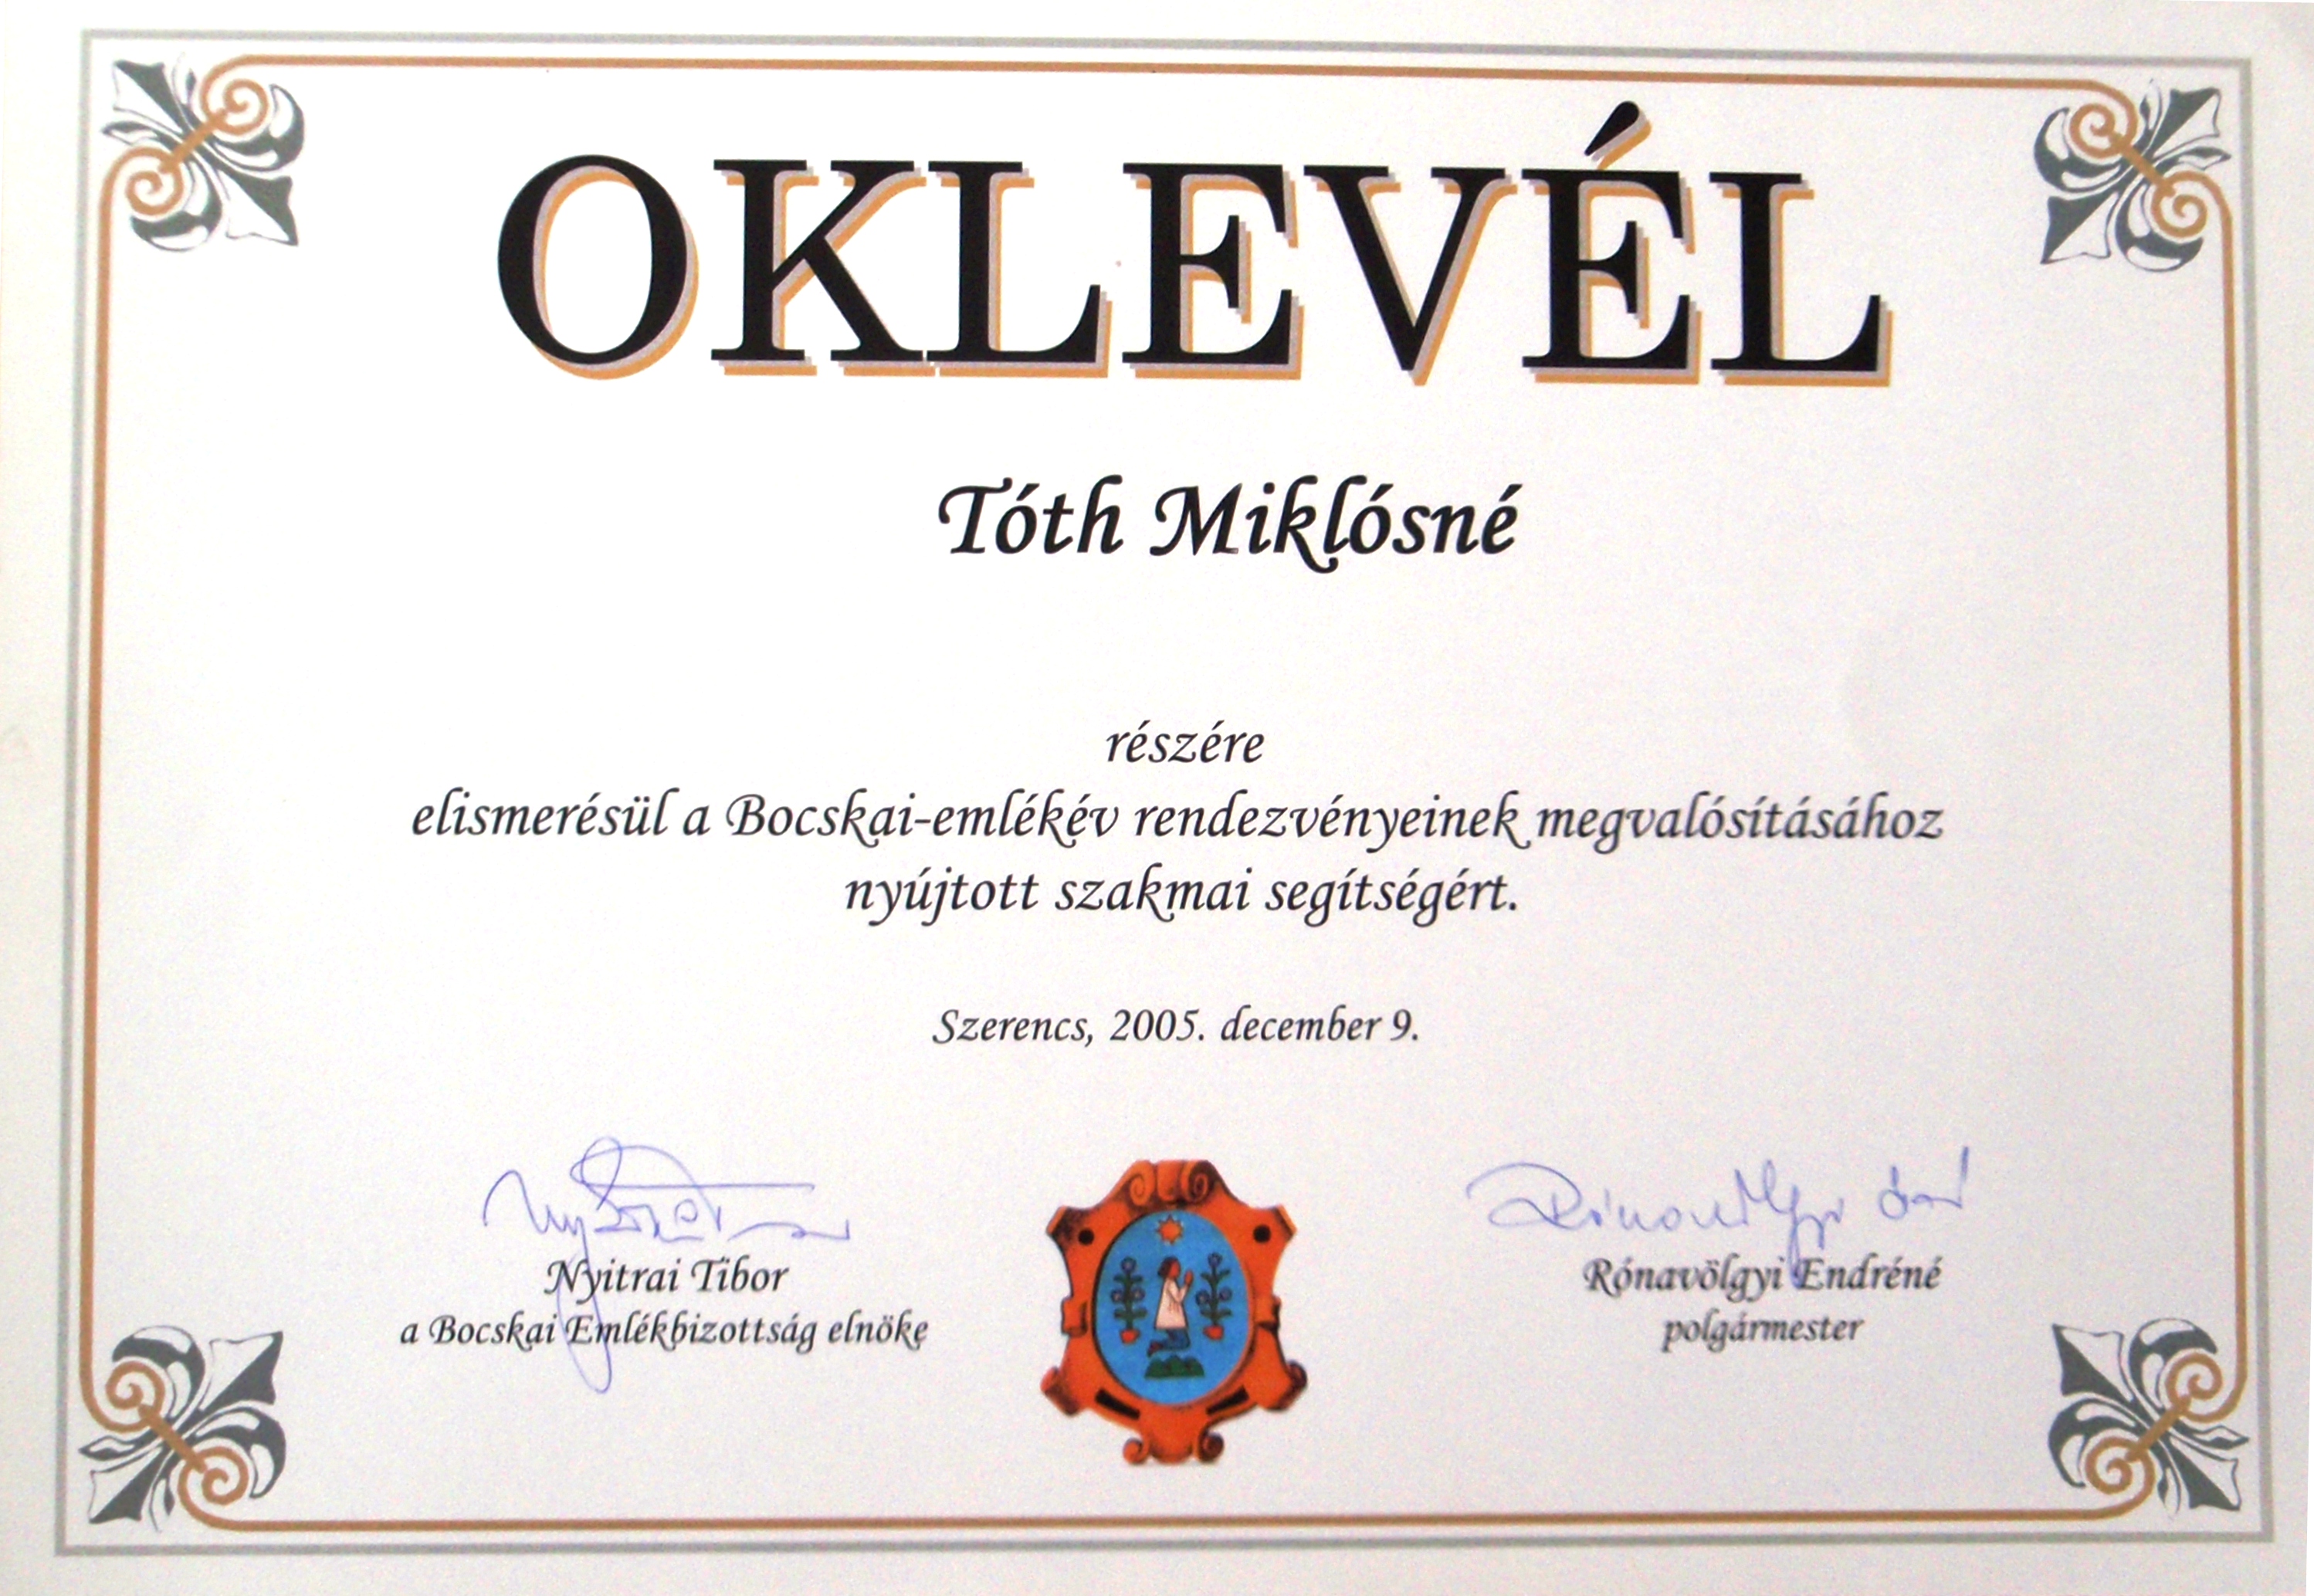 OKLEVÉL
Tóth Miklósné
részére
elismerésül a Bocskai-emlékév rendezvényeinek megvalósításához
nyújtott szakmai segítségért.
Szerencs, 2005. december 9.
Nyitrai Tibor
a Bocskai Emlékbizottság elnöke
Rónavölgyi Endréné
polgármester